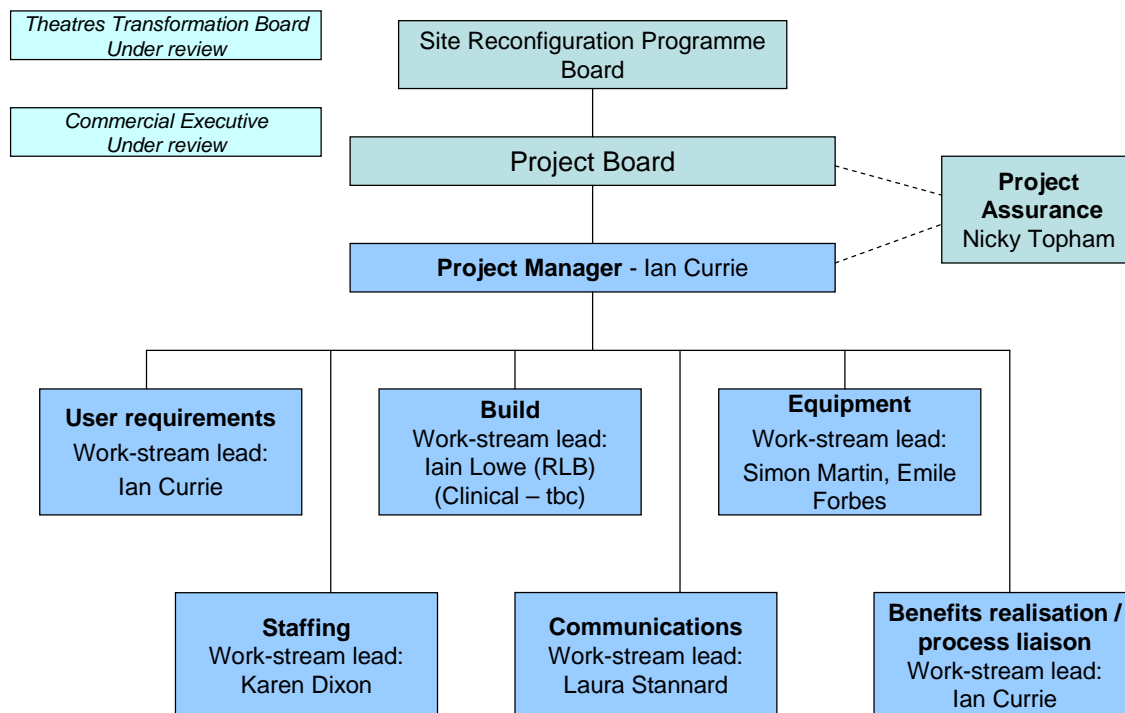 Theatres Transformation Board
Under review
Site Reconfiguration Programme
Board
Commercial Executive
Under review
Project Board
Project
Assurance
Nicky Topham
Project Manager - Ian Currie
User requirements
Work-stream lead:
Ian Currie
Build
Work-stream lead:
Iain Lowe (RLB)
(Clinical – tbc)
Equipment
Work-stream lead:
Simon Martin, Emile
Forbes
Staffing
Work-stream lead:
Karen Dixon
Communications
Work-stream lead:
Laura Stannard
Benefits realisation /
process liaison
Work-stream lead:
Ian Currie